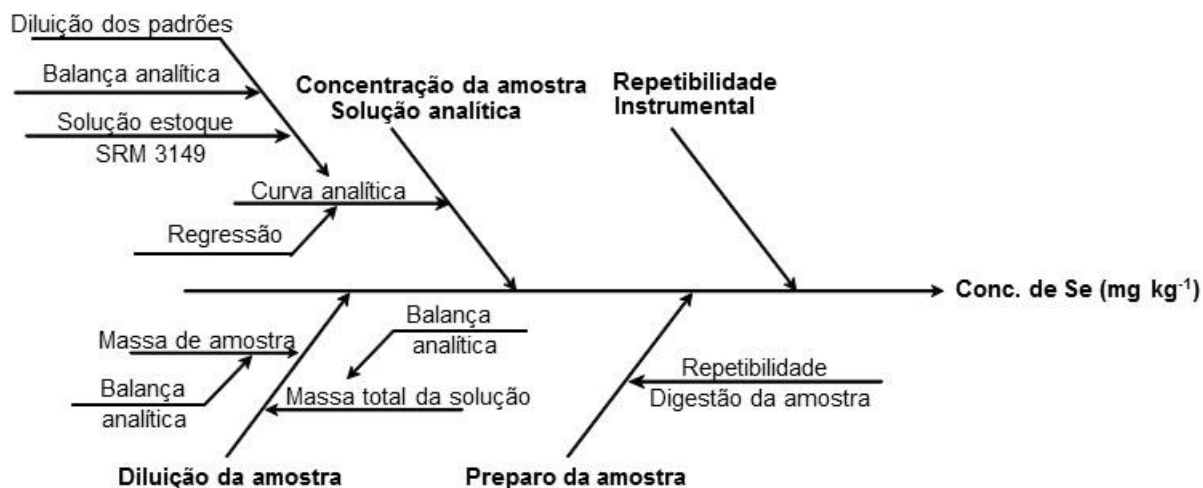 Diluição dos padrões
Balança analítica
Solução estoque
SRM 3149
Concentração da amostra
Solução analítica
Repetibilidade
Instrumental
Curva analítica
Regressão
Conc. de Se (mg kg⁻¹)
Massa de amostra
Balança
analítica
Balança
analítica
Massa total da solução
Repetibilidade
Digestão da amostra
Diluição da amostra
Preparo da amostra